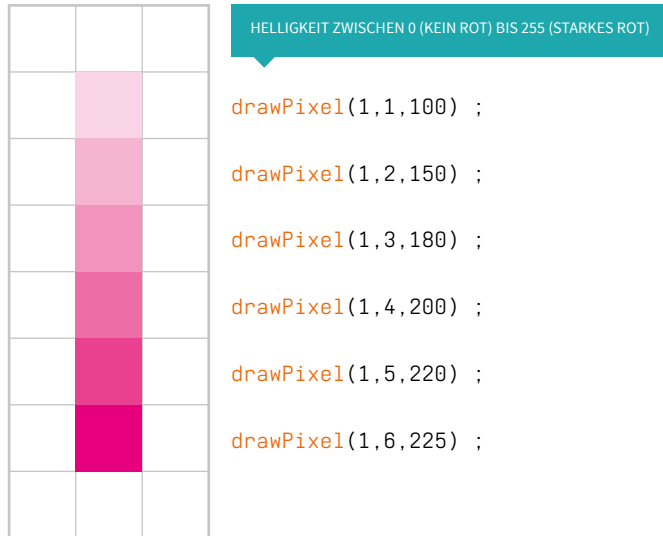 HELLIGKEIT ZWISCHEN 0 (KEIN ROT) BIS 255 (STARKES ROT)
drawPixel(1,1,100) ;
drawPixel(1,2,150) ;
drawPixel(1,3,180) ;
drawPixel(1,4,200) ;
drawPixel(1,5,220) ;
drawPixel(1,6,225) ;